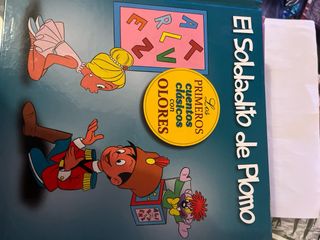 El Soldadito de Plomo
Los
PRIMEROS
cuentos
clásicos
con
OLORES